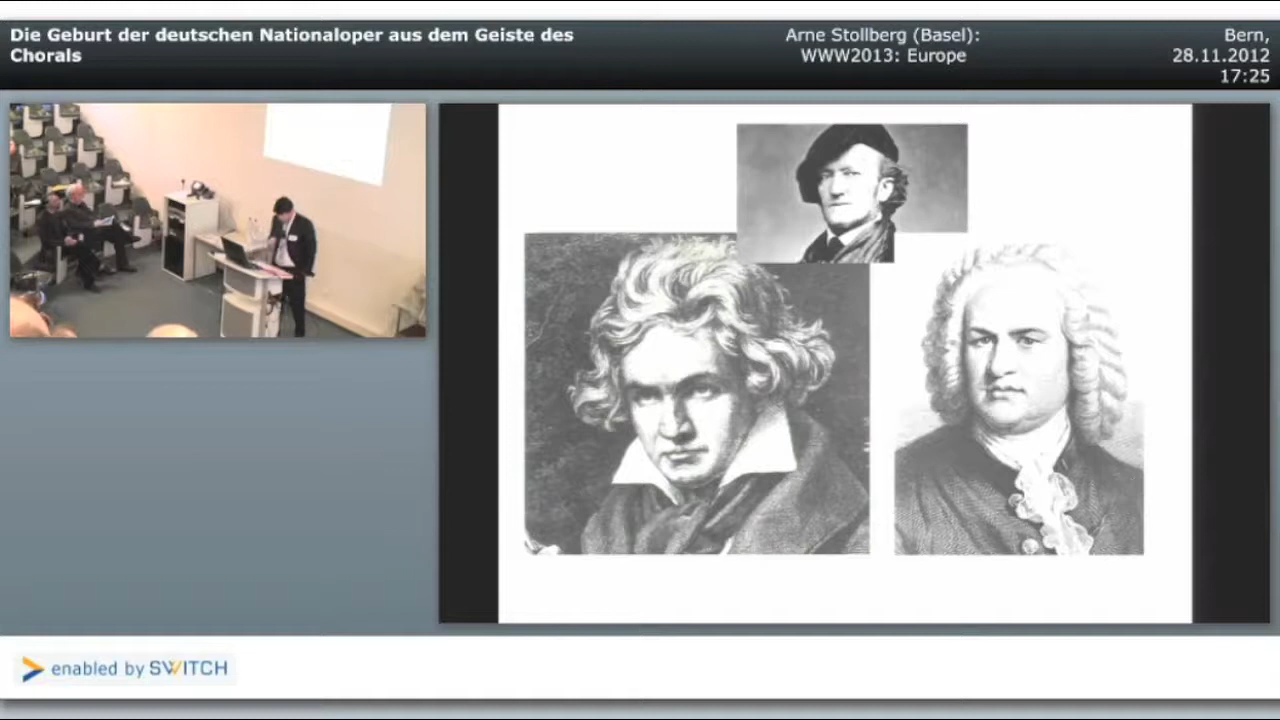 Die Geburt der deutschen Nationaloper aus dem Geiste des
Chorals
Arne Stollberg (Basel):
WWW2013: Europe
Bern,
28.11.2012
17:25
enabled by SWITCH